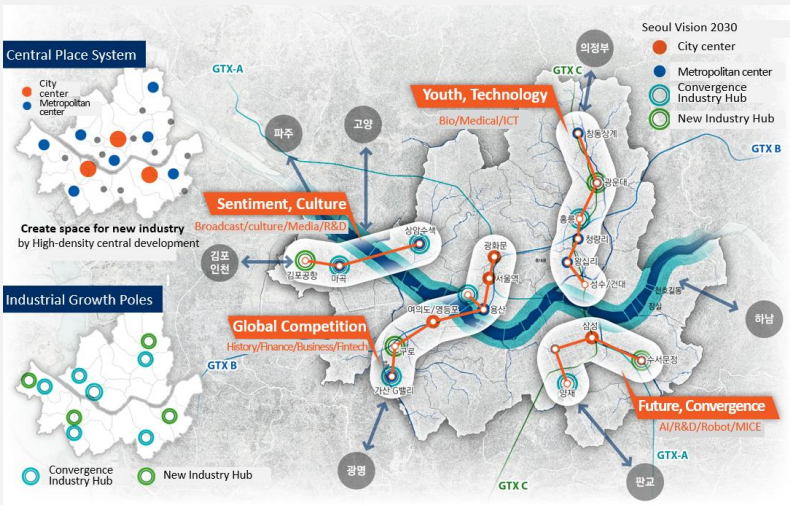 Central Place System
City
center
Metropolitan
center
Create space for new industry
by High-density central development
Industrial Growth Poles
Convergence
Industry Hub
New Industry Hub
Seoul Vision 2030
City center
Metropolitan center
Convergence
Industry Hub
New Industry Hub
GTX-A
GTX C
GTX B
의정부
파주
고양
김포
인천
Youth, Technology
Bio/Medical/ICT
창동상계
광운대
홍릉
청량리
왕십리
성수/건대
Sentiment, Culture
Broadcast/culture/Media/R&D
상암수색
김포공항
마곡
광화문
서울역
용산
여의도/영등포
구로
가산 G밸리
Global Competition
History/Finance/Business/Fintech
GTX B
천호길동
잠실
하남
삼성
수서문정
양재
Future, Convergence
AI/R&D/Robot/MICE
GTX-A
광명
GTX C
판교